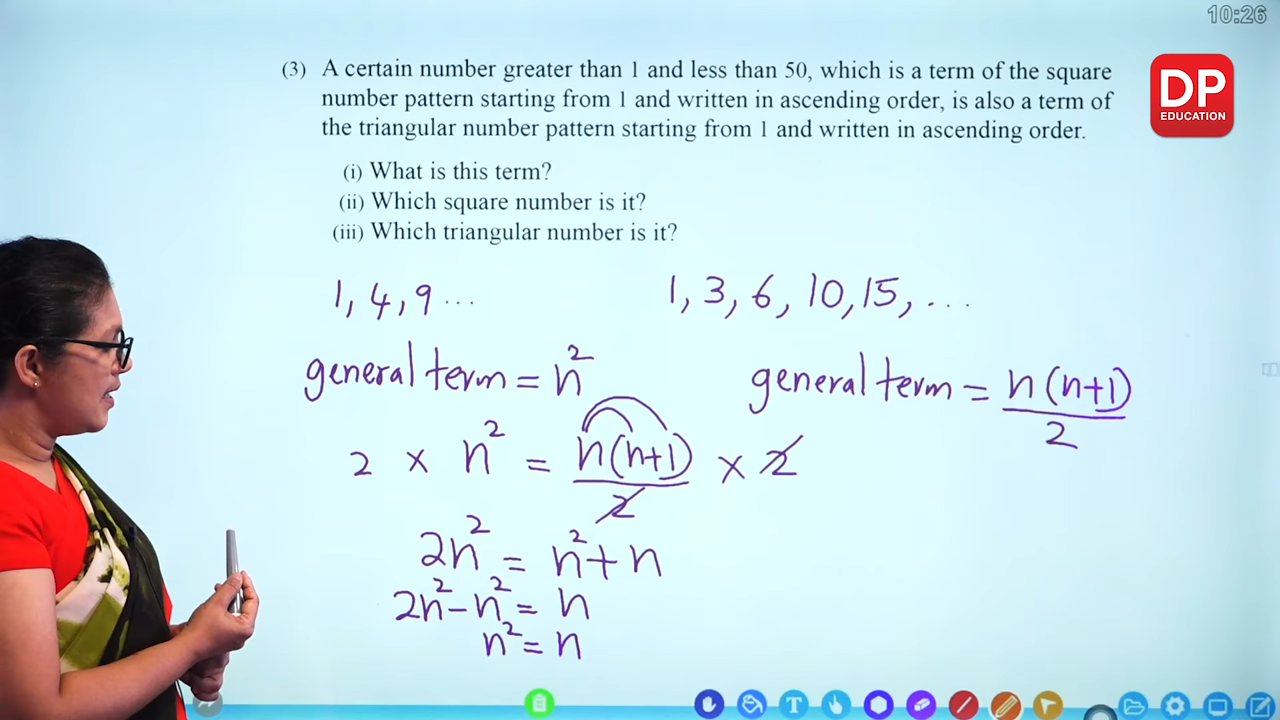 10:26
(3) A certain number greater than 1 and less than 50, which is a term of the square
number pattern starting from 1 and written in ascending order, is also a term of
the triangular number pattern starting from 1 and written in ascending order.
DP
EDUCATION
(i) What is this term?
(ii) Which square number is it?
(iii) Which triangular number is it?
1, 4, 9 ...
1, 3, 6, 10, 15, ...
general term = n²
general term = n(n+1)/2
2 × n² = n(n+1)/2 × 2
2n² = n² + n
2n² − n² = n
n² = n